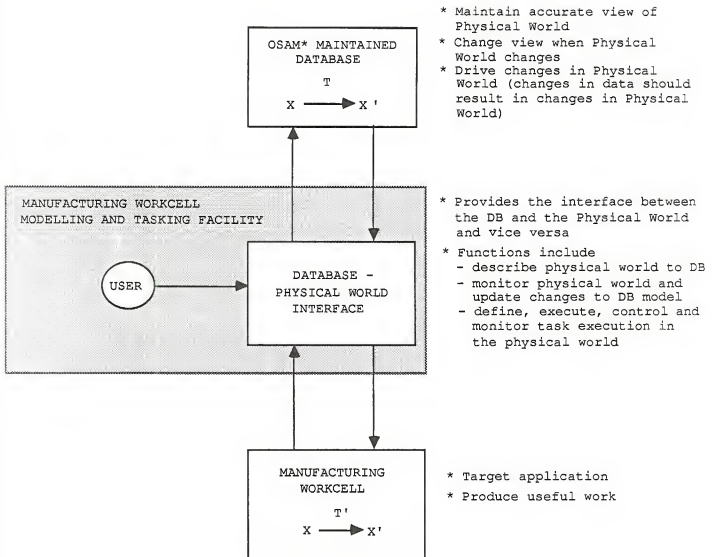 OSAM* MAINTAINED
DATABASE
T
X X'
* Maintain accurate view of
Physical World
* Change view when Physical
World changes
* Drive changes in Physical
World (changes in data should
result in changes in Physical
World)
MANUFACTURING WORKCELL
MODELLING AND TASKING FACILITY
USER
DATABASE -
PHYSICAL WORLD
INTERFACE
* Provides the interface between
the DB and the Physical World
and vice versa
* Functions include
- describe physical world to DB
- monitor physical world and
update changes to DB model
- define, execute, control and
monitor task execution in
the physical world
MANUFACTURING
WORKCELL
T'
X X'
* Target application
* Produce useful work